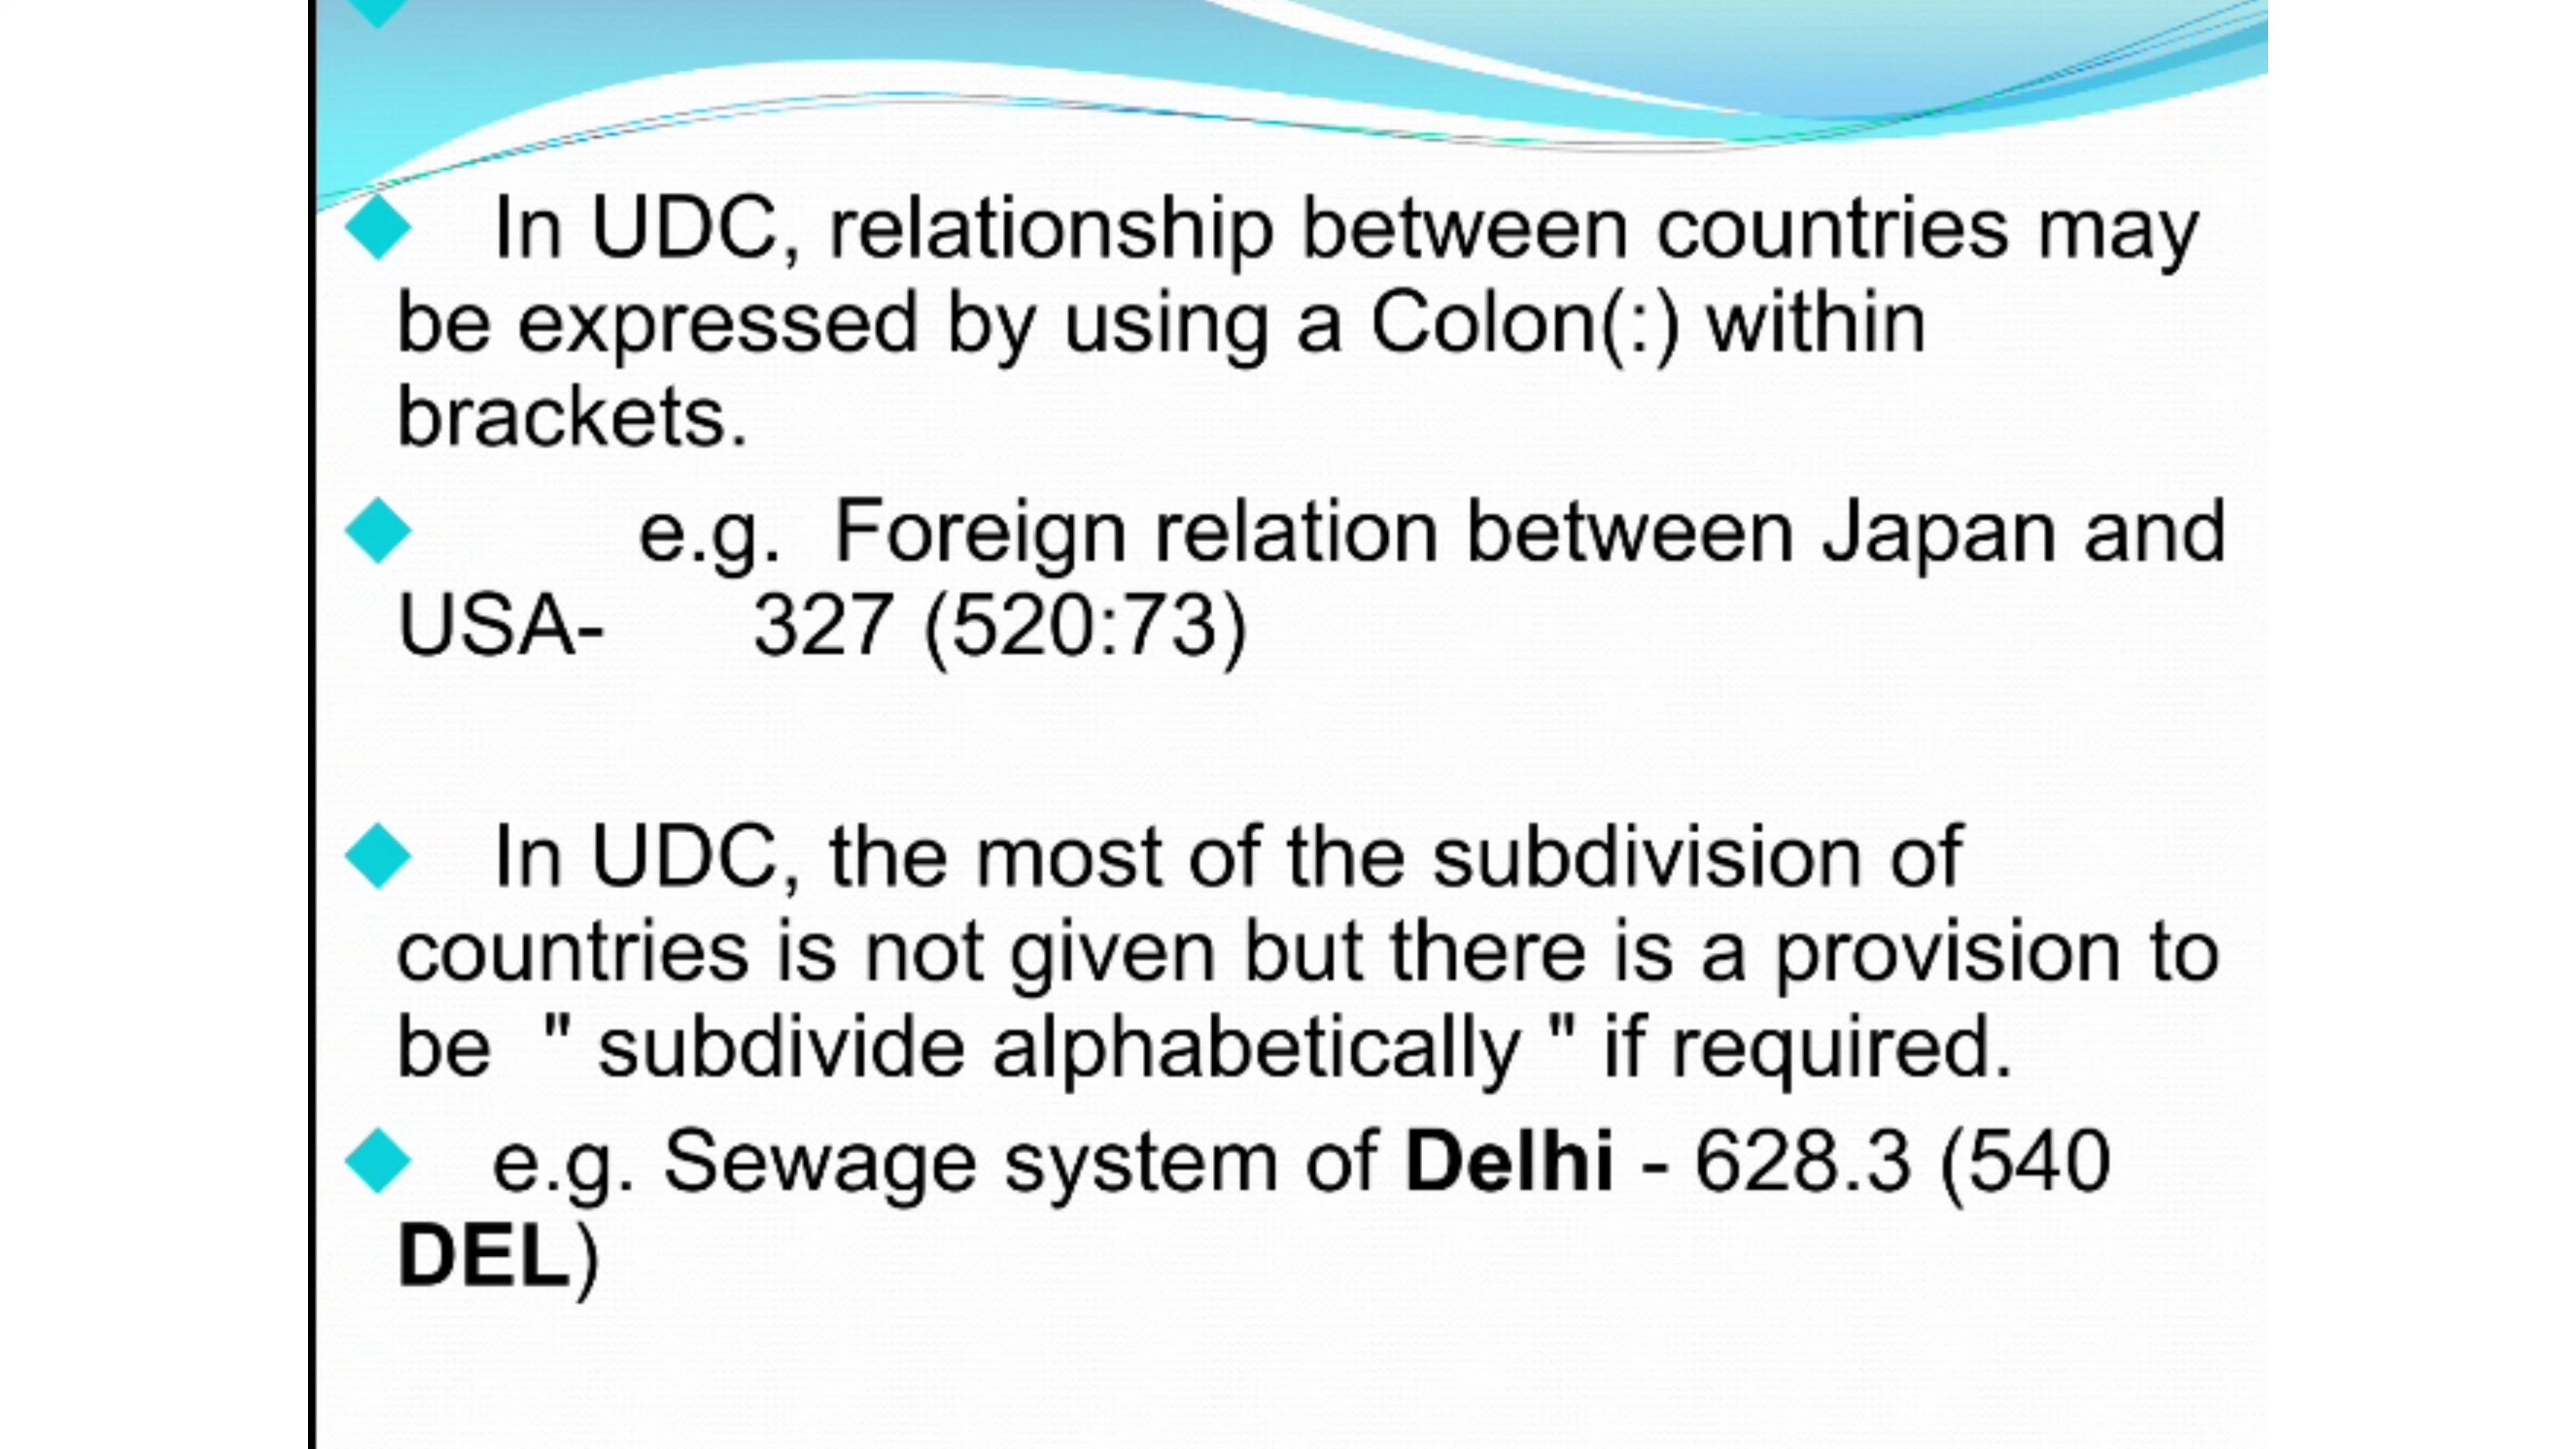 In UDC, relationship between countries may
be expressed by using a Colon(:) within
brackets.
e.g. Foreign relation between Japan and
USA- 327 (520:73)
In UDC, the most of the subdivision of
countries is not given but there is a provision to
be " subdivide alphabetically " if required.
e.g. Sewage system of Delhi - 628.3 (540
DEL)